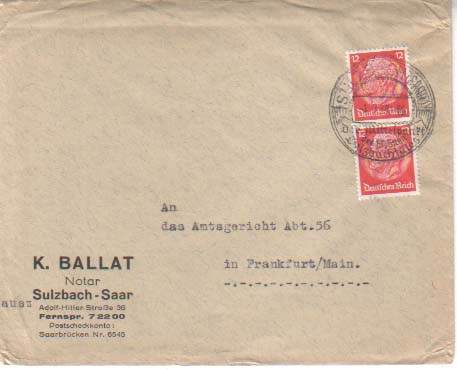 12 12
Deutsches Reich
12
Deutsches Reich
An
das Amtsgericht Abt.56
in Frankfurt/Main.
K. BALLAT
Notar
Sulzbach-Saar
Adolf-Hitler-Straße 36
Fernspr. 72200
Postscheckkonto:
Saarbrücken Nr. 6545